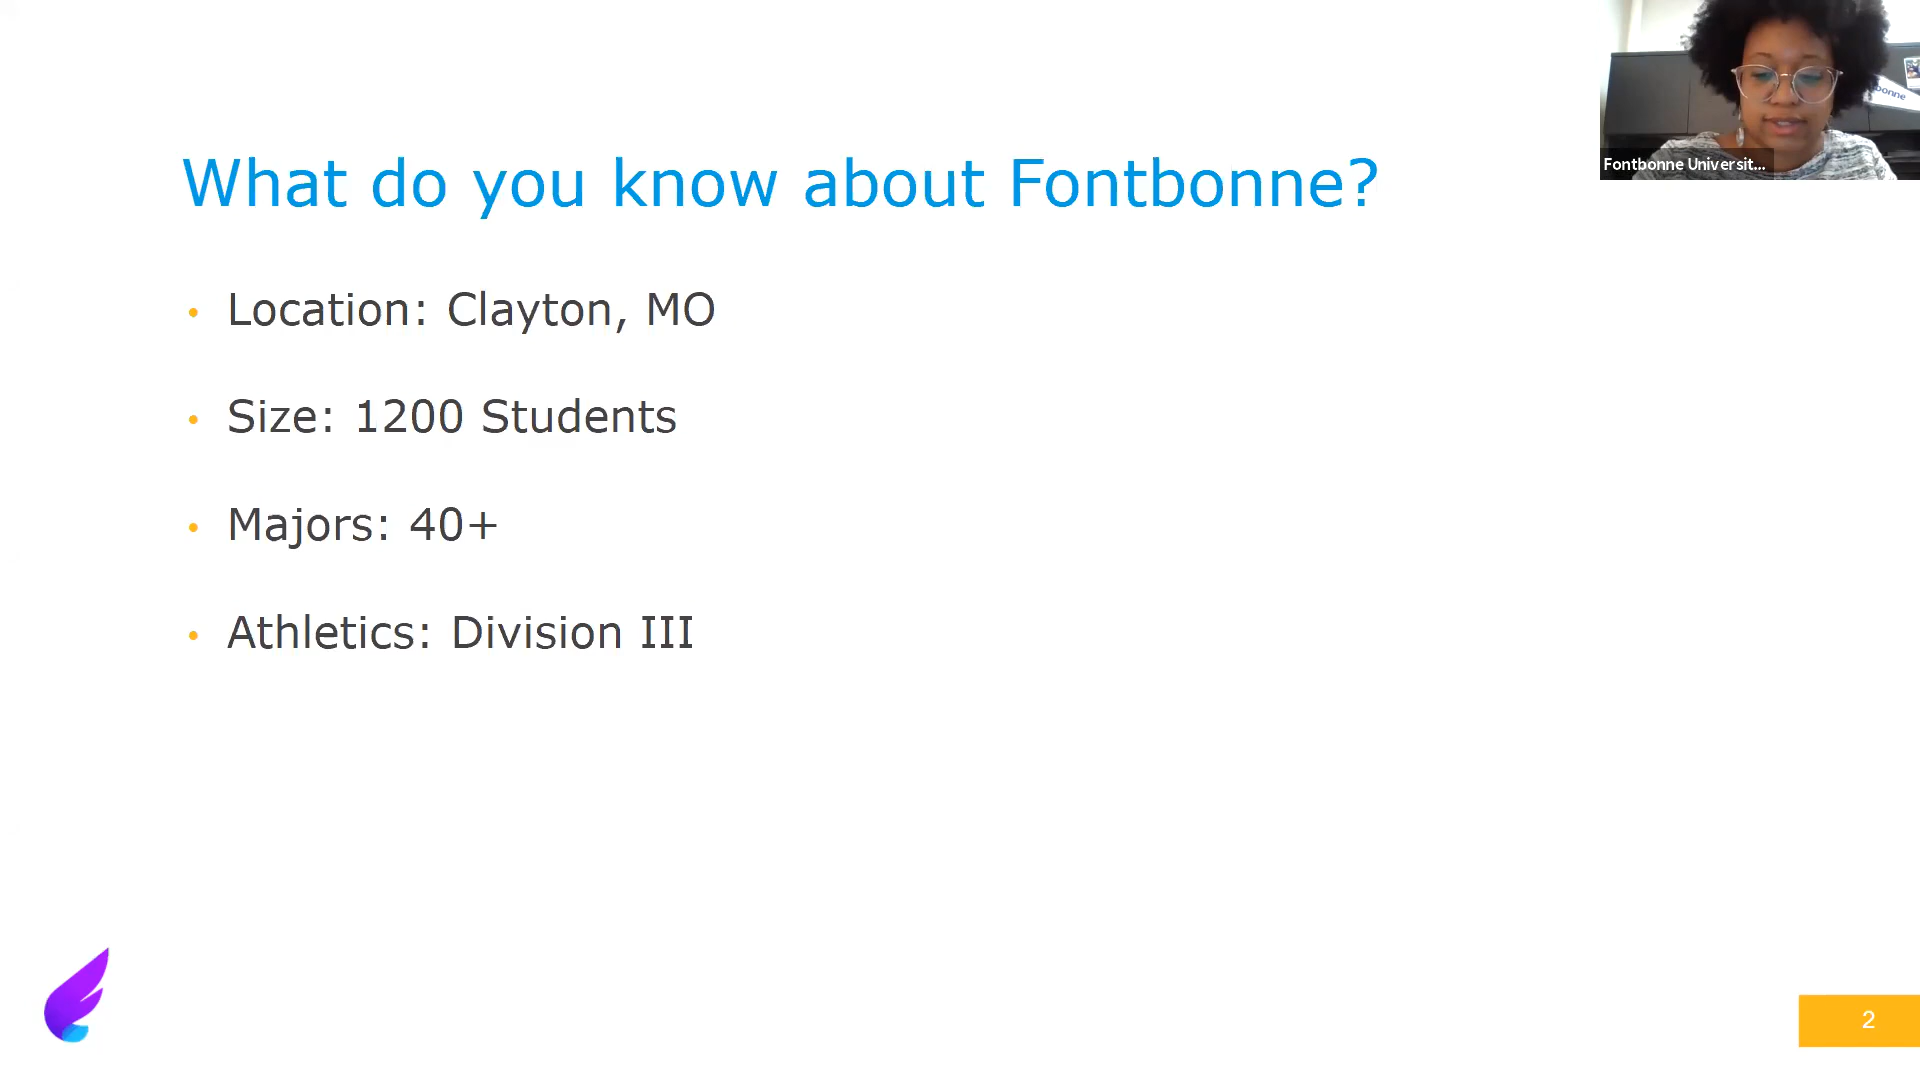 What do you know about Fontbonne?
• Location: Clayton, MO
• Size: 1200 Students
• Majors: 40+
• Athletics: Division III
bonne
Fontbonne Universit...
2